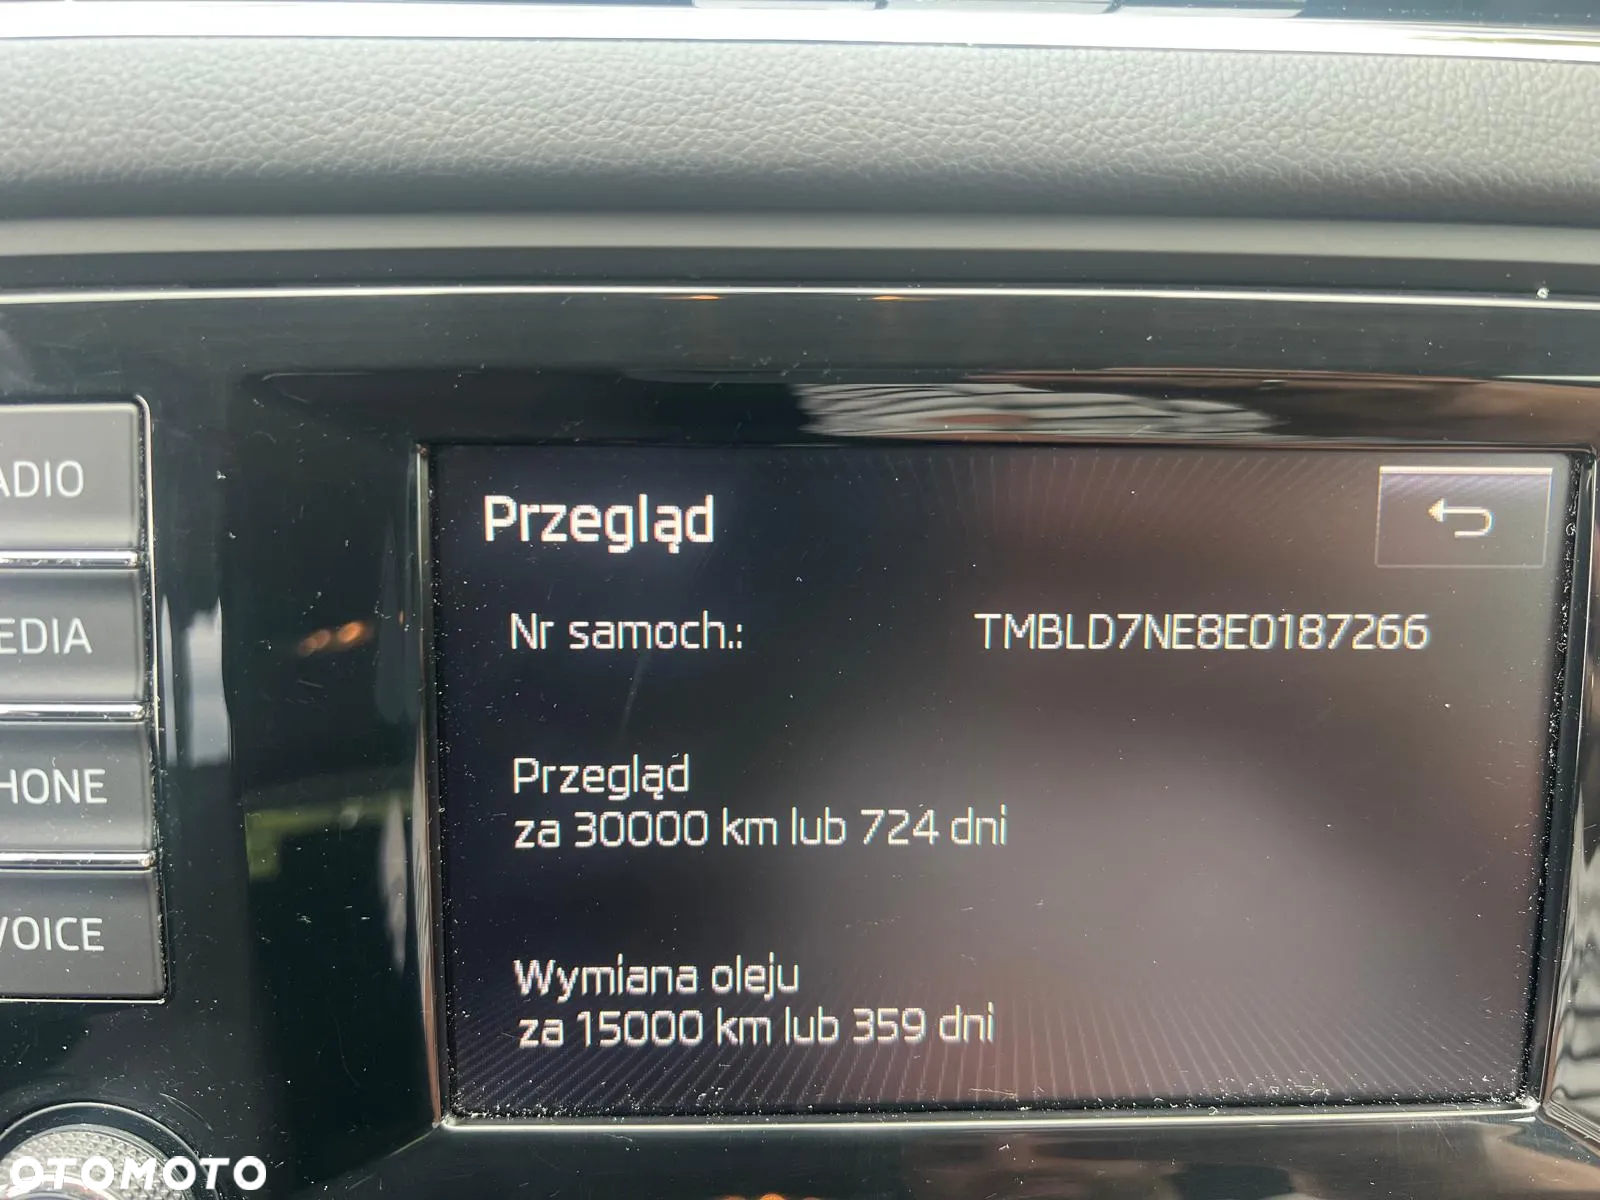 Przegląd
Nr samoch.: TMBLD7NE8E0187266
Przegląd
za 30000 km lub 724 dni
Wymiana oleju
za 15000 km lub 359 dni
ADIO
EDIA
HONE
VOICE
OTOMOTO